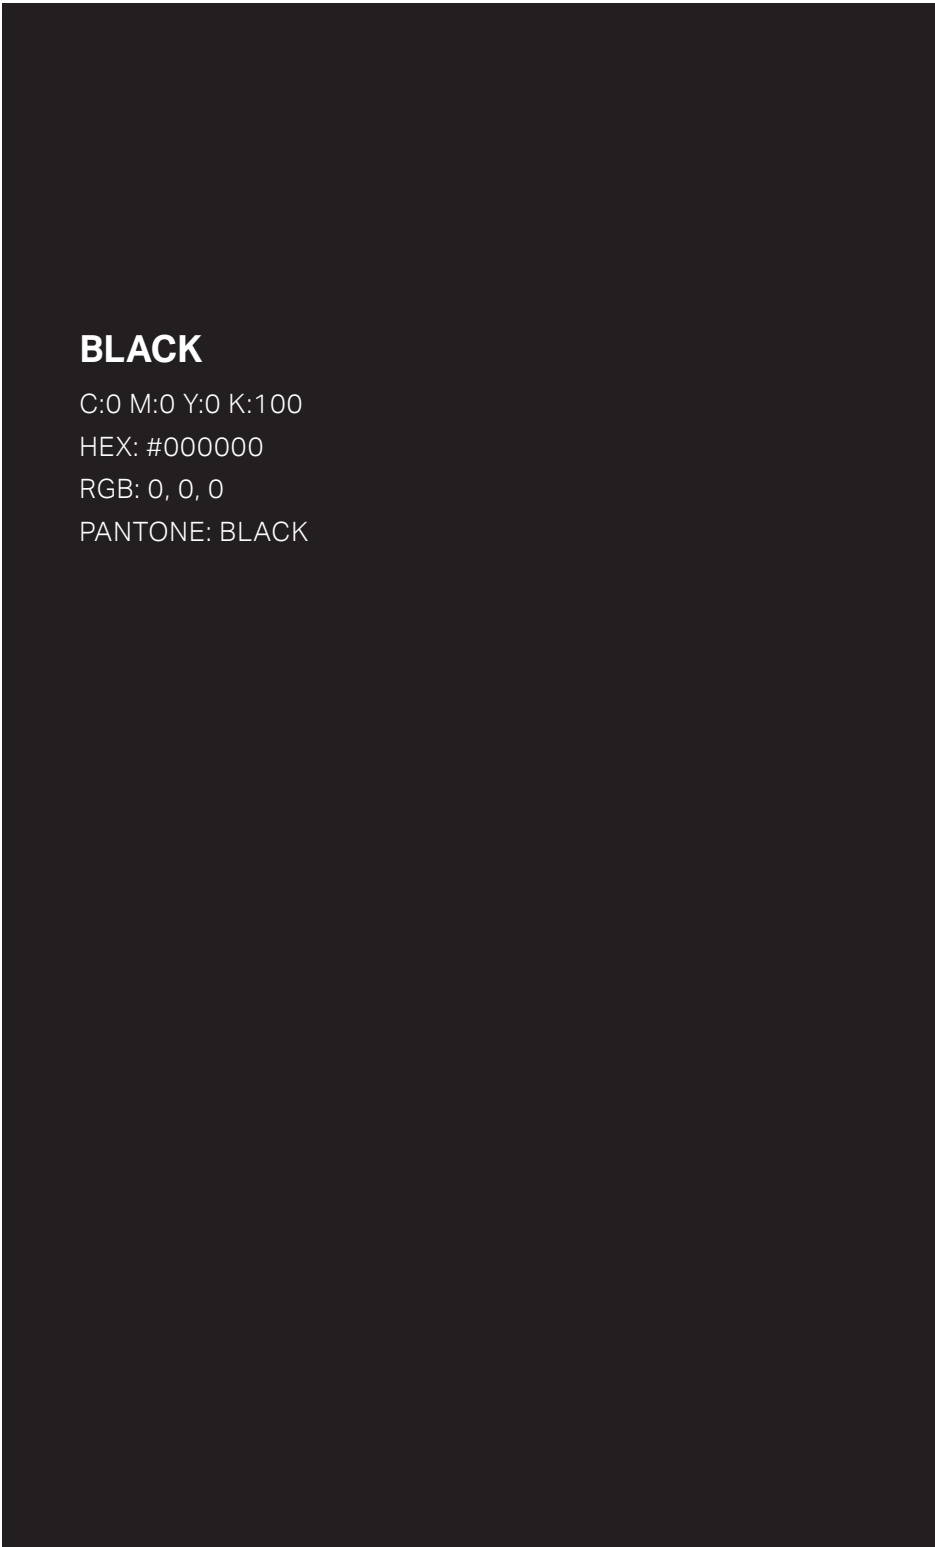 BLACK
C:0 M:0 Y:0 K:100
HEX: #000000
RGB: 0, 0, 0
PANTONE: BLACK